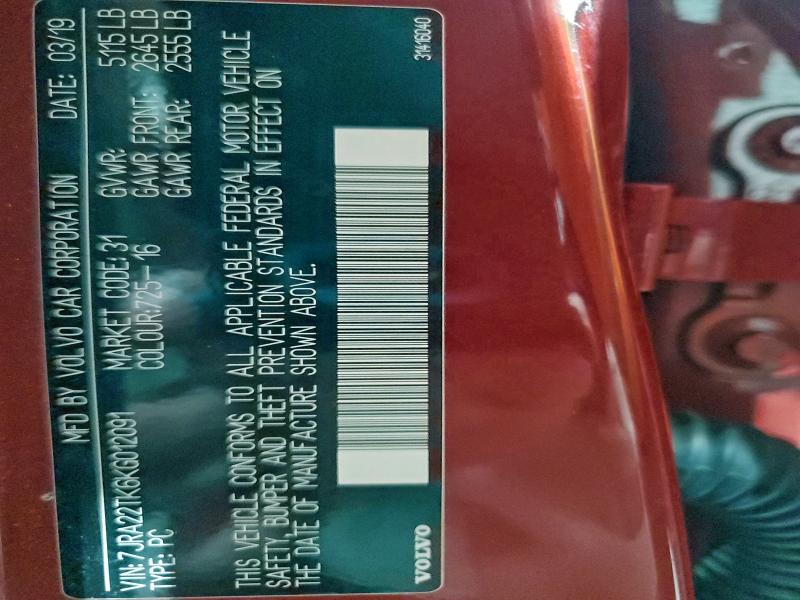 MFD BY VOLVO CAR CORPORATION DATE: 03/19
VIN: 7JRA22TK6KG012091 MARKET CODE: 31 GVWR: 5115 LB
TYPE: PC COLOUR: 725-16 GAWR FRONT: 2645 LB
GAWR REAR: 2555 LB
THIS VEHICLE CONFORMS TO ALL APPLICABLE FEDERAL MOTOR VEHICLE
SAFETY, BUMPER AND THEFT PREVENTION STANDARDS IN EFFECT ON
THE DATE OF MANUFACTURE SHOWN ABOVE.
VOLVO 31416040